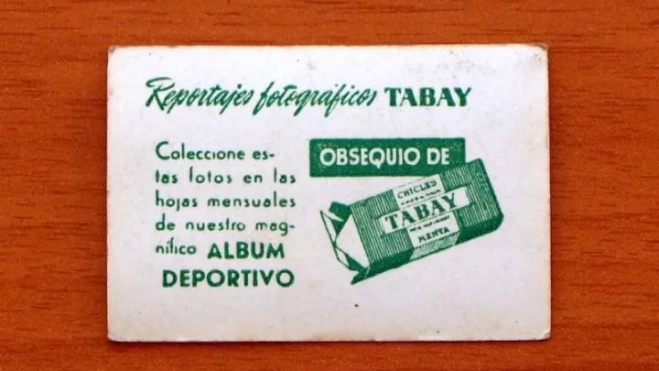 Reportajes fotográficos TABAY
Coleccione es-
tas fotos en las
hojas mensuales
de nuestro mag-
nífico ALBUM
DEPORTIVO
OBSEQUIO DE
CHICLES
TABAY
MENTA